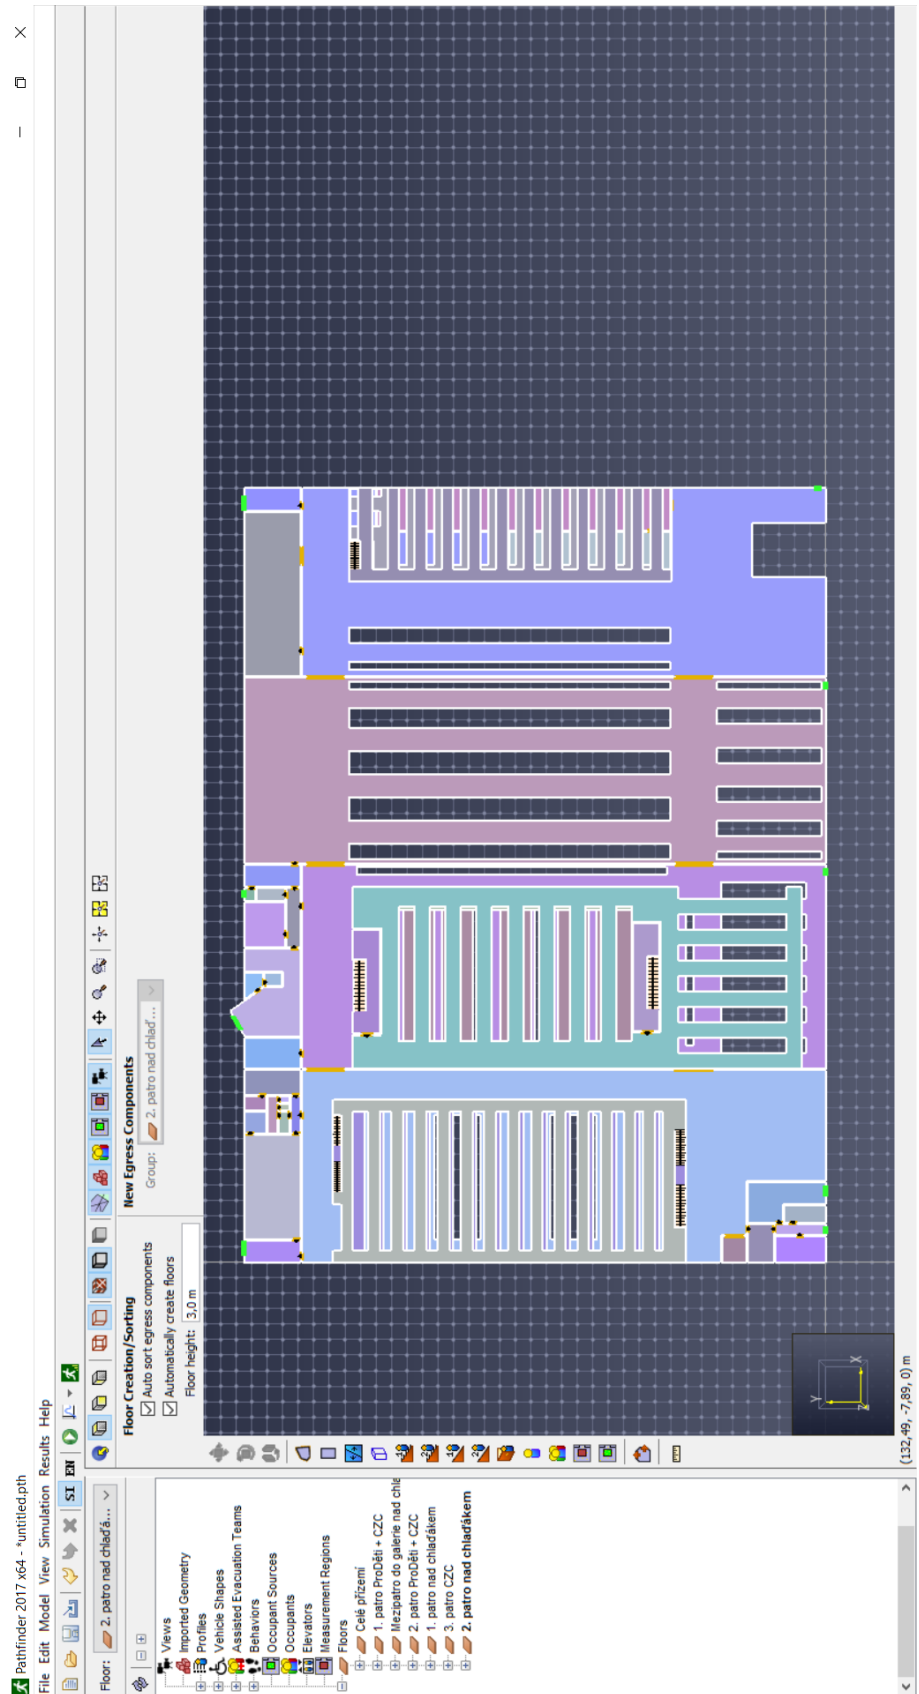 Pathfinder 2017 x64 - *untitled.pth
File Edit Model View Simulation Results Help
SI EN
Floor: 2. patro nad chlaďá...
Views
Imported Geometry
Profiles
Vehicle Shapes
Assisted Evacuation Teams
Behaviors
Occupant Sources
Occupants
Elevators
Measurement Regions
Floors
Celé přízemí
1. patro ProDěti + CZC
Mezipatro do galerie nad chla
2. patro ProDěti + CZC
1. patro nad chlaďákem
3. patro CZC
2. patro nad chlaďákem
Floor Creation/Sorting
Auto sort egress components
Automatically create floors
Floor height: 3,0 m
New Egress Components
Group: 2. patro nad chlaď...
Y
X
Z
(132,49, -7,89, 0) m